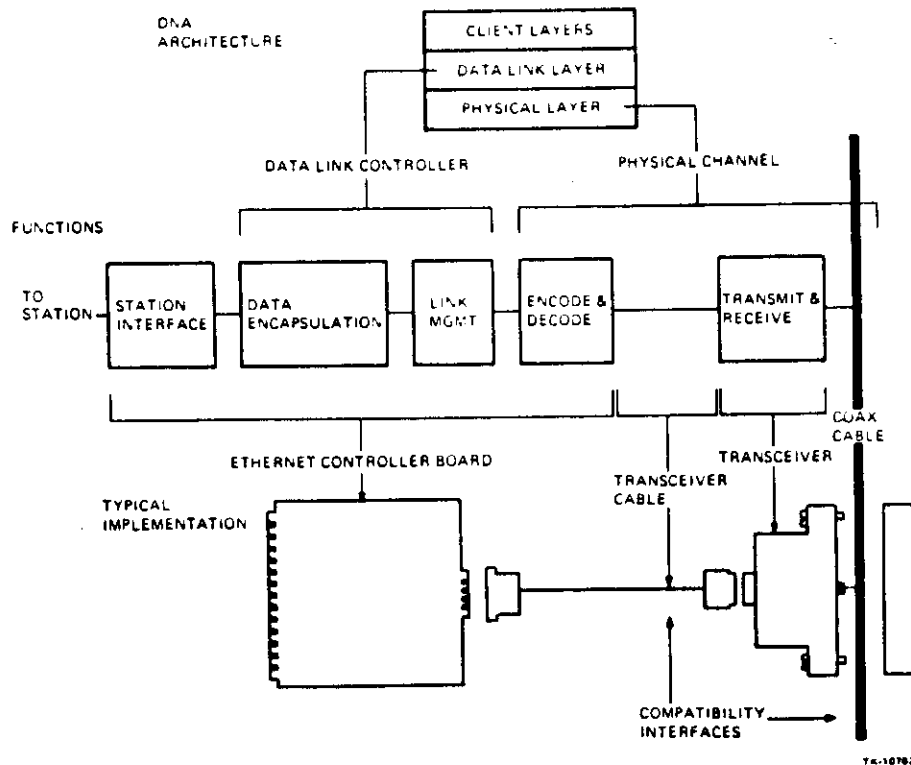 DNA
ARCHITECTURE
CLIENT LAYERS
DATA LINK LAYER
PHYSICAL LAYER
DATA LINK CONTROLLER
PHYSICAL CHANNEL
FUNCTIONS
TO
STATION
STATION
INTERFACE
DATA
ENCAPSULATION
LINK
MGMT
ENCODE &
DECODE
TRANSMIT &
RECEIVE
COAX
CABLE
ETHERNET CONTROLLER BOARD
TRANSCEIVER
CABLE
TRANSCEIVER
TYPICAL
IMPLEMENTATION
COMPATIBILITY
INTERFACES